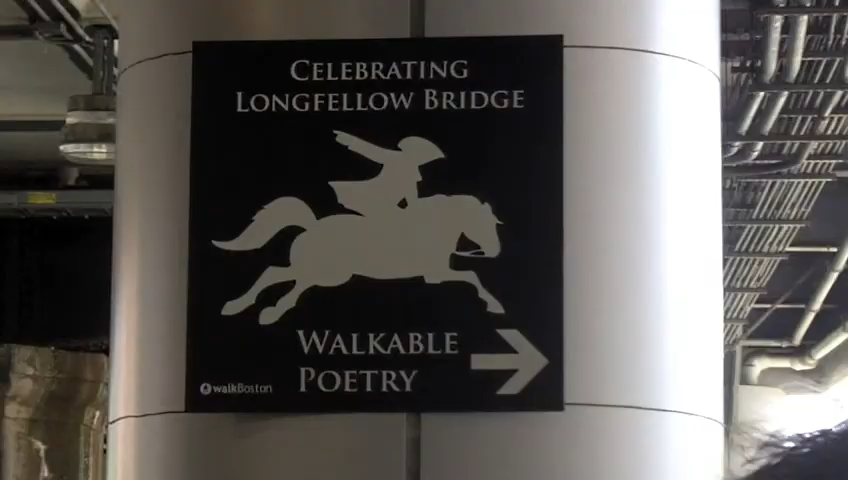 CELEBRATING
LONGFELLOW BRIDGE
WALKABLE
POETRY
walkBoston